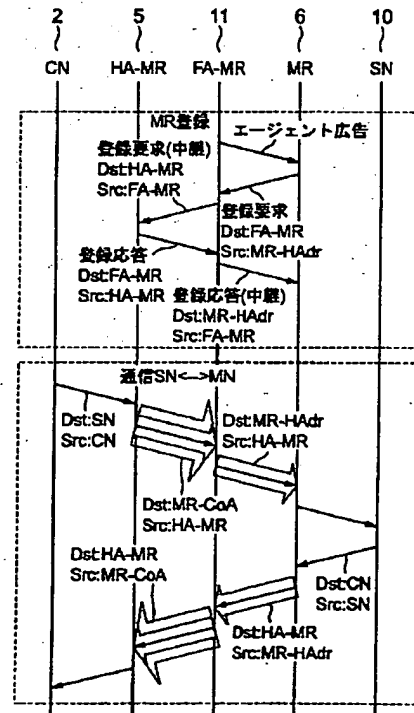 2 5 11 6 10
CN HA-MR FA-MR MR SN
MR登録
エージェント広告
登録要求(中継)
Dst:HA-MR
Src:FA-MR
登録要求
Dst:FA-MR
Src:MR-HAdr
登録応答
Dst:FA-MR
Src:HA-MR
登録応答(中継)
Dst:MR-HAdr
Src:FA-MR
通信SN<-->MN
Dst:SN
Src:CN
Dst:MR-HAdr
Src:HA-MR
Dst:MR-CoA
Src:HA-MR
Dst:HA-MR
Src:MR-CoA
Dst:CN
Src:SN
Dst:HA-MR
Src:MR-HAdr